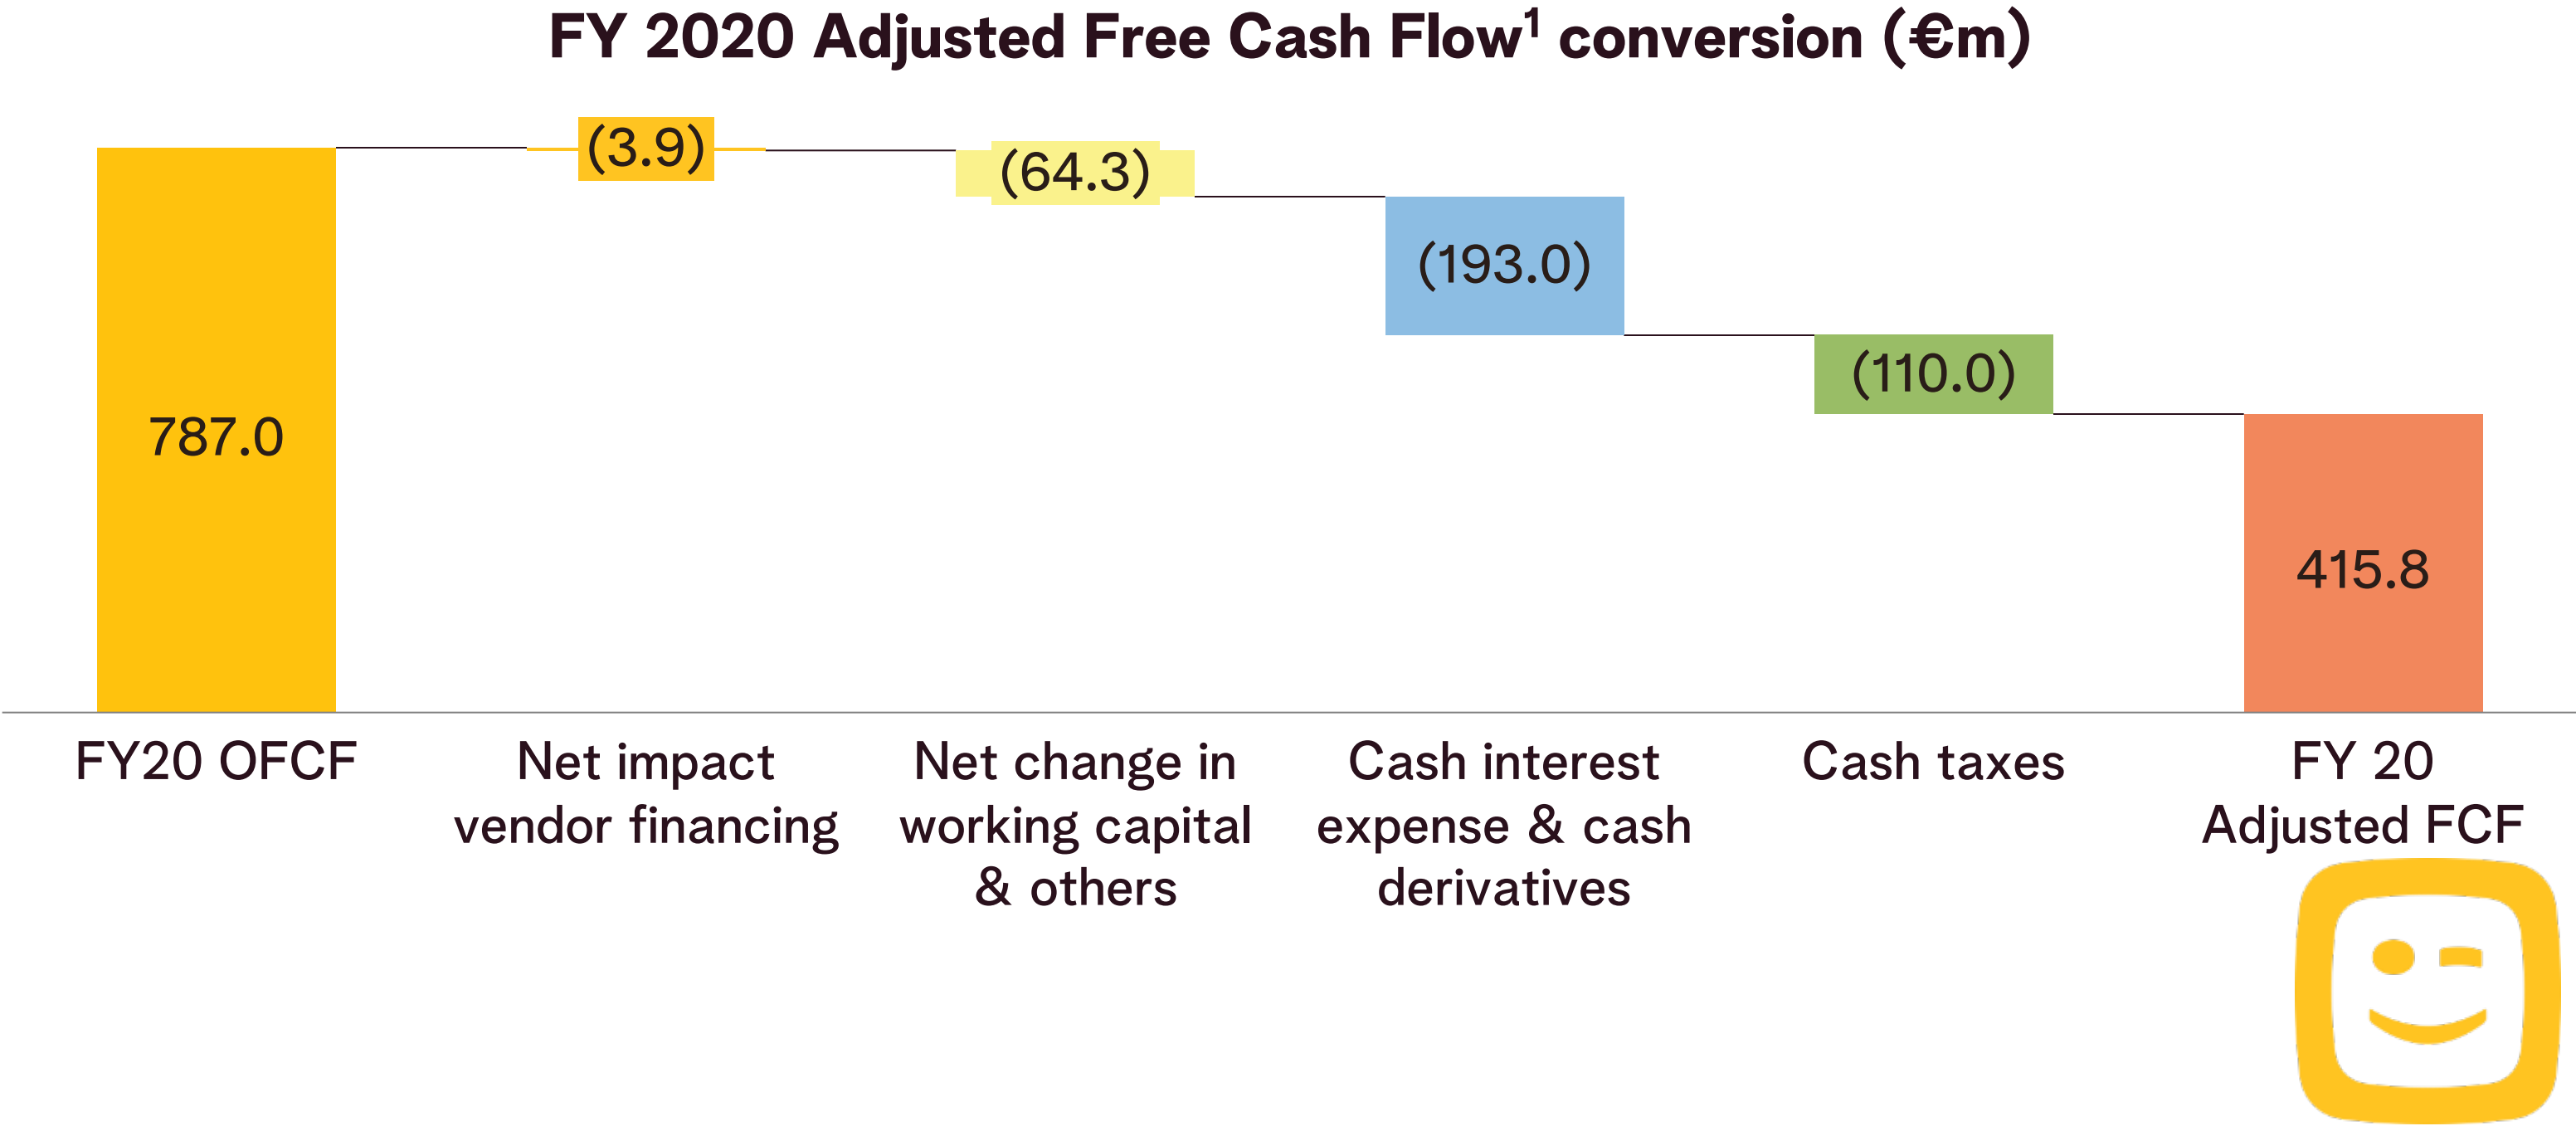 FY 2020 Adjusted Free Cash Flow¹ conversion (€m)
(3.9)
(64.3)
(193.0)
(110.0)
787.0
415.8
FY20 OFCF
Net impact
vendor financing
Net change in
working capital
& others
Cash interest
expense & cash
derivatives
Cash taxes
FY 20
Adjusted FCF